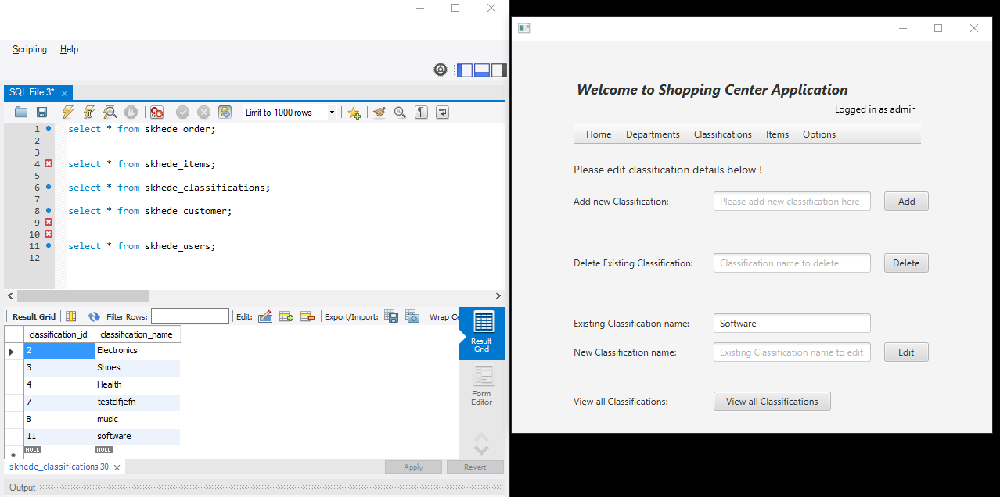 Scripting Help
SQL File 3*
Limit to 1000 rows
1 select * from skhede_order;
2
3
4 select * from skhede_items;
5
6 select * from skhede_classifications;
7
8 select * from skhede_customer;
9
10
11 select * from skhede_users;
12
Result Grid Filter Rows: Edit: Export/Import: Wrap Ce
Result
Grid
Form
Editor
classification_id classification_name
2 Electronics
3 Shoes
4 Health
7 testclfjefn
8 music
11 software
NULL NULL
skhede_classifications 30
Apply Revert
Output
Welcome to Shopping Center Application
Logged in as admin
Home Departments Classifications Items Options
Please edit classification details below !
Add new Classification: Please add new classification here Add
Delete Existing Classification: Classification name to delete Delete
Existing Classification name: Software
New Classification name: Existing Classification name to edit Edit
View all Classifications: View all Classifications